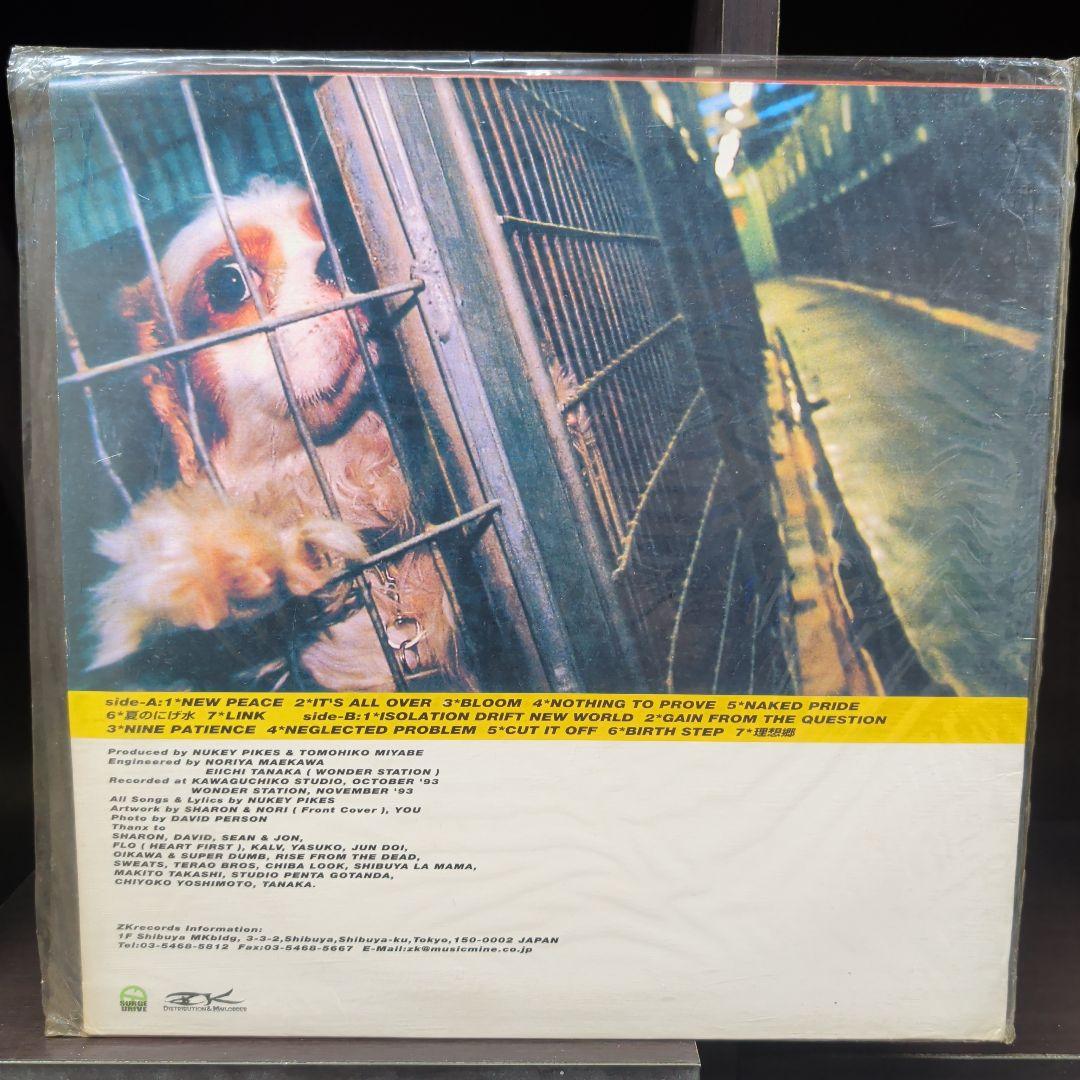 side-A:1*NEW PEACE 2*IT'S ALL OVER 3*BLOOM 4*NOTHING TO PROVE 5*NAKED PRIDE
6*夏のにげ水 7*LINK side-B:1*ISOLATION DRIFT NEW WORLD 2*GAIN FROM THE QUESTION
3*NINE PATIENCE 4*NEGLECTED PROBLEM 5*CUT IT OFF 6*BIRTH STEP 7*理想郷
Produced by NUKEY PIKES & TOMOHIKO MIYABE
Engineered by NORIYA MAEKAWA
EIICHI TANAKA ( WONDER STATION )
Recorded at KAWAGUCHIKO STUDIO, OCTOBER '93
WONDER STATION, NOVEMBER '93
All Songs & Lylics by NUKEY PIKES
Artwork by SHARON & NORI ( Front Cover ), YOU
Photo by DAVID PERSON
Thanx to
SHARON, DAVID, SEAN & JON,
FLO ( HEART FIRST ), KALV, YASUKO, JUN DOI,
OIKAWA & SUPER DUMB, RISE FROM THE DEAD,
SWEATS, TERAO BROS, CHIBA LOOK, SHIBUYA LA MAMA,
MAKITO TAKASHI, STUDIO PENTA GOTANDA,
CHIYOKO YOSHIMOTO, TANAKA.
ZKrecords Information:
1F Shibuya MKbldg, 3-3-2,Shibuya,Shibuya-ku,Tokyo,150-0002 JAPAN
Tel:03-5468-5812 Fax:03-5468-5667 E-Mail:zk@musicmine.co.jp
SURGE
DRIVE
ZK
DISTRIBUTION & MAILORDER